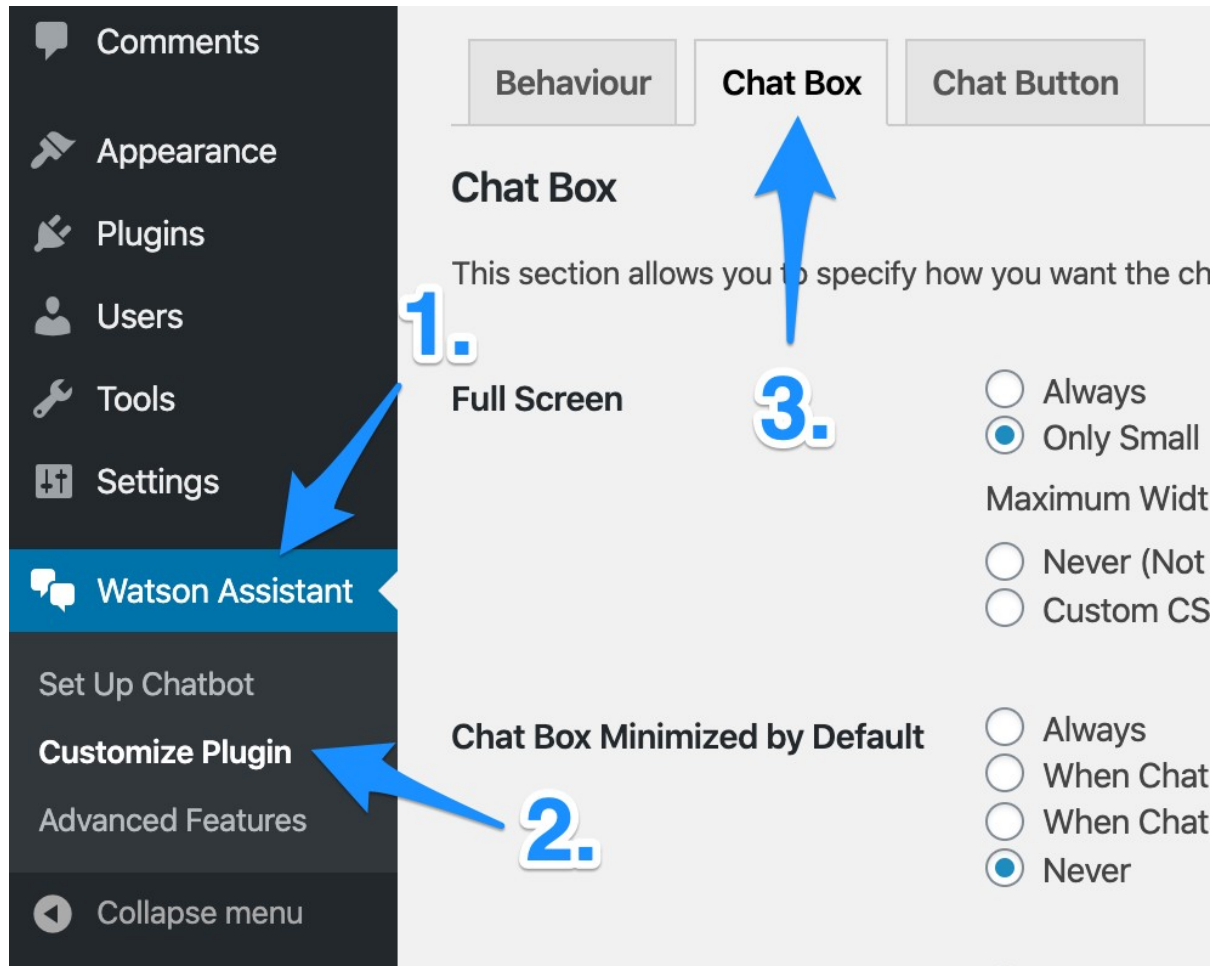 Comments
Appearance
Plugins
Users
Tools
Settings
Watson Assistant
Set Up Chatbot
Customize Plugin
Advanced Features
Collapse menu
Behaviour Chat Box Chat Button
Chat Box
This section allows you to specify how you want the ch
1.
Full Screen
3.
Always
Only Small
Maximum Widt
Never (Not
Custom CS
Chat Box Minimized by Default
Always
When Chat
When Chat
Never
2.